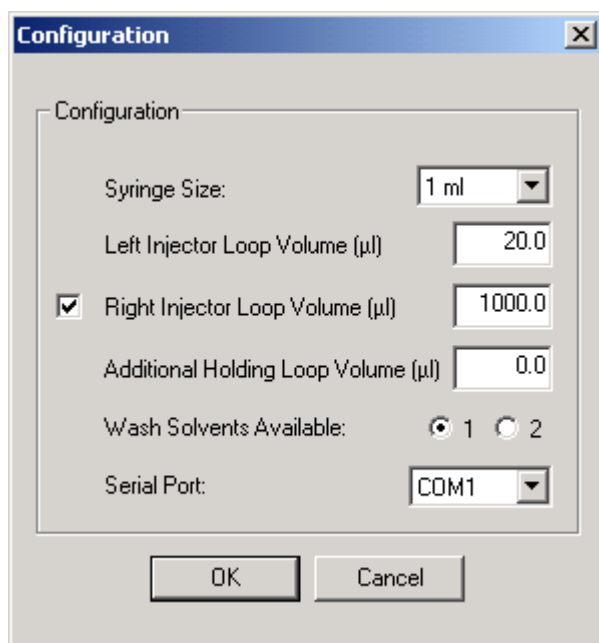 Configuration
Configuration
Syringe Size: 1 ml
Left Injector Loop Volume (µl) 20.0
Right Injector Loop Volume (µl) 1000.0
Additional Holding Loop Volume (µl) 0.0
Wash Solvents Available: 1 2
Serial Port: COM1
OK Cancel